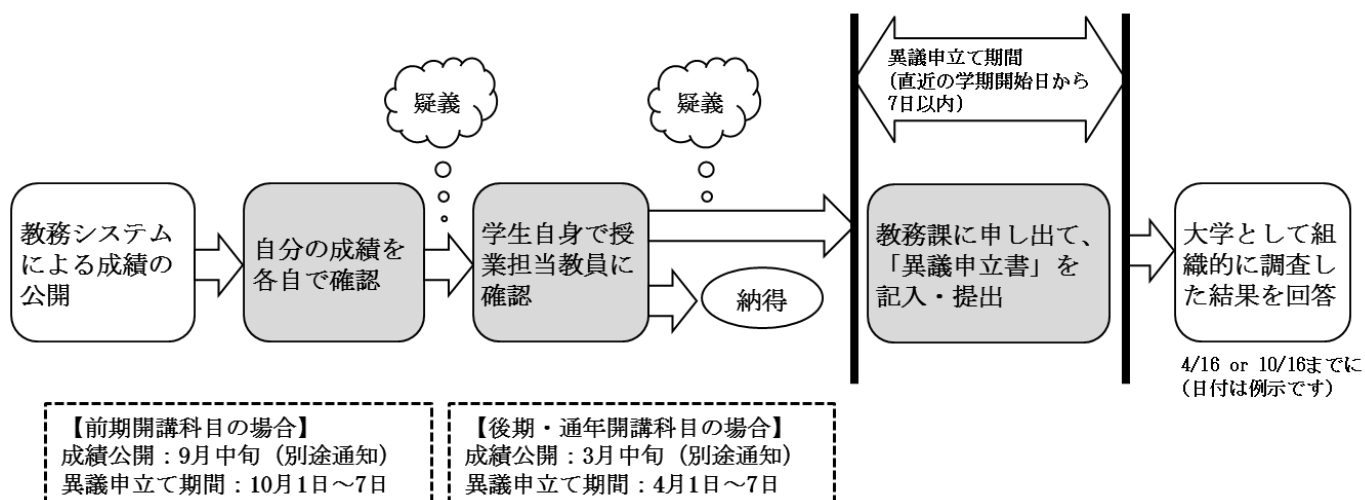 疑義
疑義
異議申立て期間
(直近の学期開始日から
7日以内)
教務システム
による成績の
公開
自分の成績を
各自で確認
学生自身で授
業担当教員に
確認
納得
教務課に申し出て、
「異議申立書」を
記入・提出
大学として組
織的に調査し
た結果を回答
4/16 or 10/16までに
(日付は例示です)
【前期開講科目の場合】
成績公開：9月中旬（別途通知）
異議申立て期間：10月1日～7日
【後期・通年開講科目の場合】
成績公開：3月中旬（別途通知）
異議申立て期間：4月1日～7日